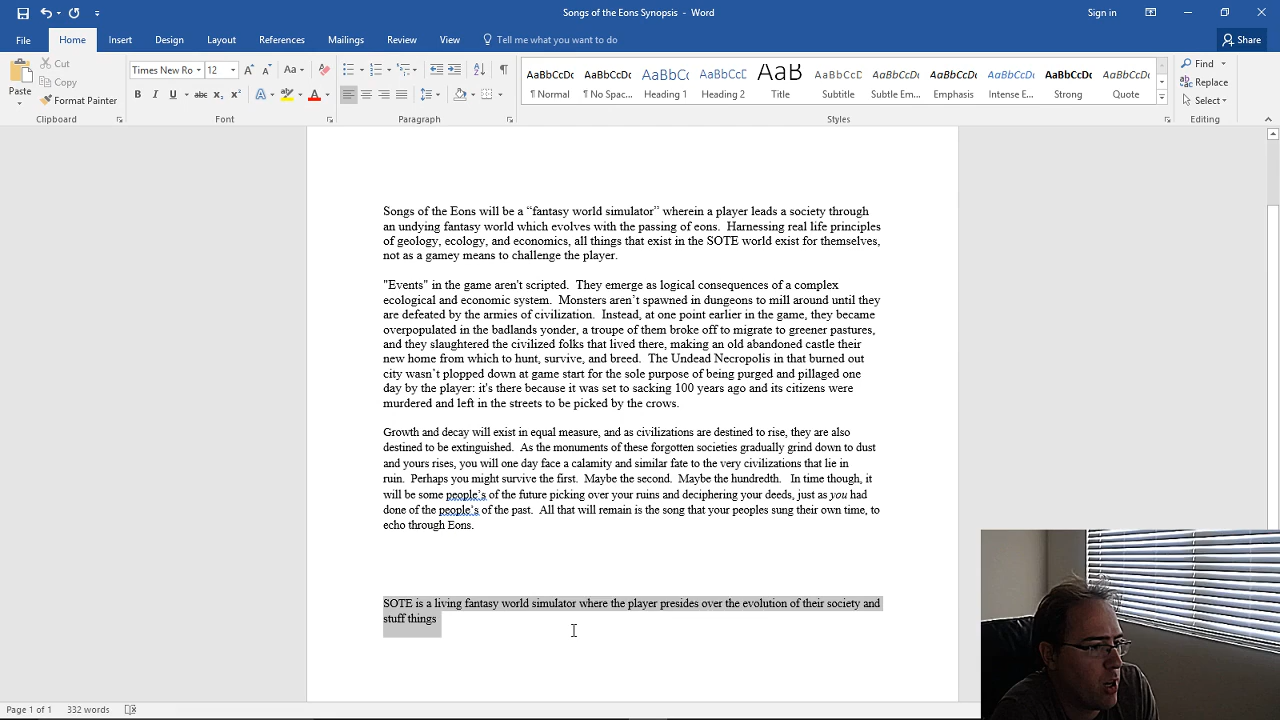 Songs of the Eons Synopsis - Word
Sign in
File Home Insert Design Layout References Mailings Review View Tell me what you want to do Share
Paste
Cut
Copy
Format Painter
Clipboard
Times New Ro 12 Aa
B I U abc x₂ x² A A
Font
Paragraph
AaBbCcDc AaBbCcDc AaBbCc AaBbCcC AaB AaBbCcD AaBbCcDc AaBbCcDc AaBbCcDc AaBbCcDc AaBbCcDc
¶ Normal ¶ No Spac... Heading 1 Heading 2 Title Subtitle Subtle Em... Emphasis Intense E... Strong Quote
Styles
Find
Replace
Select
Editing
Songs of the Eons will be a “fantasy world simulator” wherein a player leads a society through
an undying fantasy world which evolves with the passing of eons.  Harnessing real life principles
of geology, ecology, and economics, all things that exist in the SOTE world exist for themselves,
not as a gamey means to challenge the player.
"Events" in the game aren't scripted.  They emerge as logical consequences of a complex
ecological and economic system.  Monsters aren’t spawned in dungeons to mill around until they
are defeated by the armies of civilization.  Instead, at one point earlier in the game, they became
overpopulated in the badlands yonder, a troupe of them broke off to migrate to greener pastures,
and they slaughtered the civilized folks that lived there, making an old abandoned castle their
new home from which to hunt, survive, and breed.  The Undead Necropolis in that burned out
city wasn’t plopped down at game start for the sole purpose of being purged and pillaged one
day by the player: it's there because it was set to sacking 100 years ago and its citizens were
murdered and left in the streets to be picked by the crows.
Growth and decay will exist in equal measure, and as civilizations are destined to rise, they are also
destined to be extinguished.  As the monuments of these forgotten societies gradually grind down to dust
and yours rises, you will one day face a calamity and similar fate to the very civilizations that lie in
ruin.  Perhaps you might survive the first.  Maybe the second.  Maybe the hundredth.   In time though, it
will be some people’s of the future picking over your ruins and deciphering your deeds, just as you had
done of the people’s of the past.  All that will remain is the song that your peoples sung their own time, to
echo through Eons.
SOTE is a living fantasy world simulator where the player presides over the evolution of their society and
stuff things
Page 1 of 1 332 words